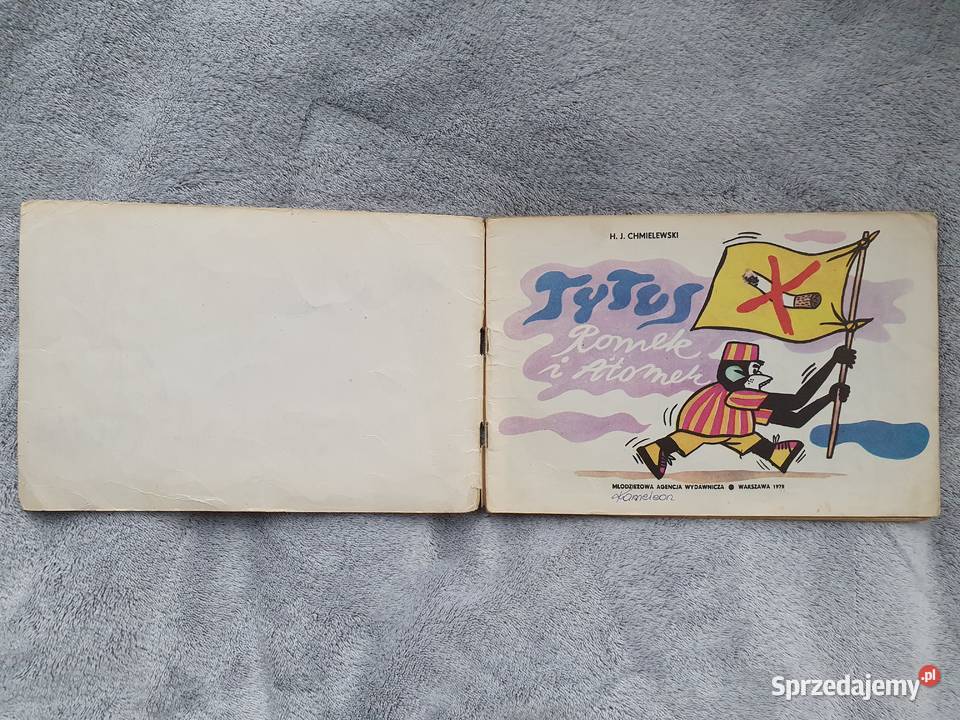 H. J. CHMIELEWSKI
TyTus
Romek
i Atomek
MŁODZIEŻOWA AGENCJA WYDAWNICZA ● WARSZAWA 1978
Kameleon
Sprzedajemy.pl